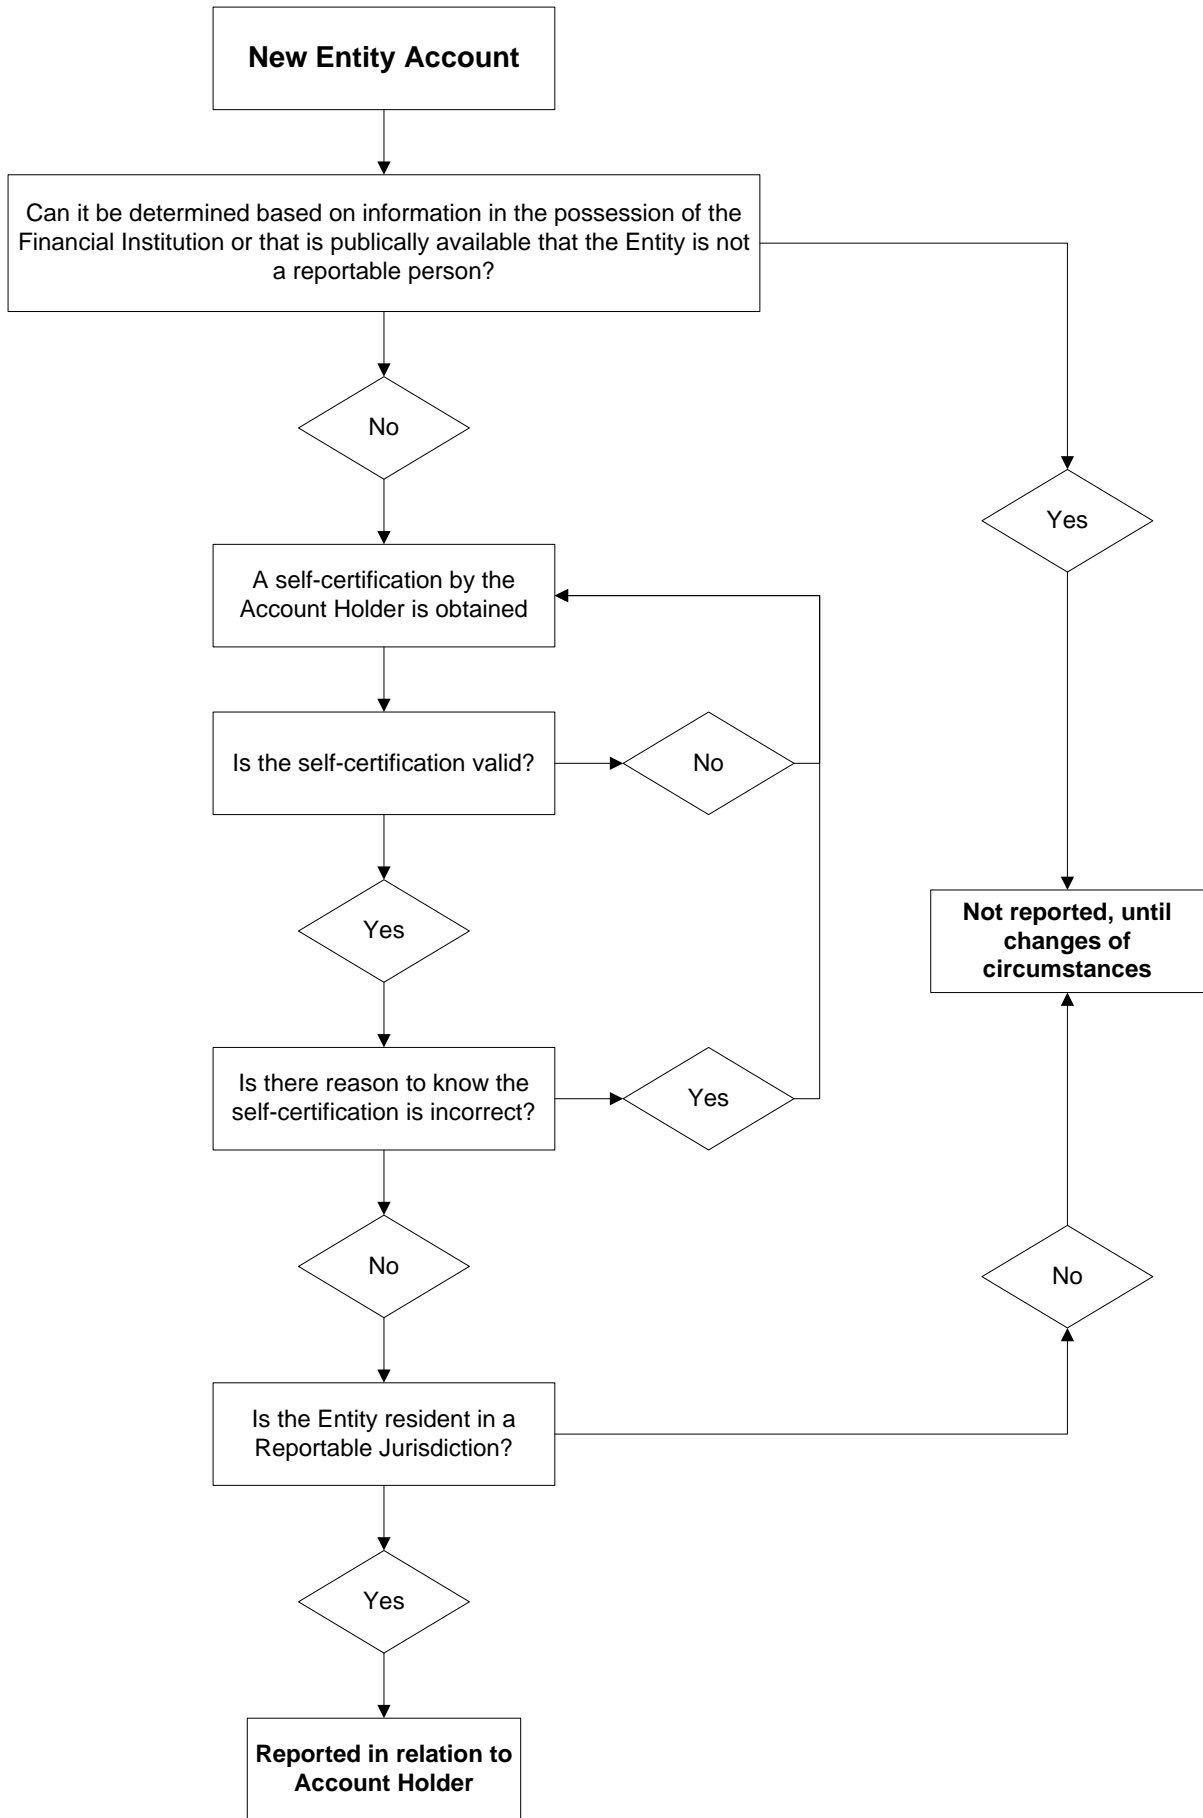 New Entity Account
Can it be determined based on information in the possession of the
Financial Institution or that is publically available that the Entity is not
a reportable person?
No
Yes
A self-certification by the
Account Holder is obtained
Is the self-certification valid?
No
Yes
Not reported, until
changes of
circumstances
Is there reason to know the
self-certification is incorrect?
Yes
No
No
Is the Entity resident in a
Reportable Jurisdiction?
Yes
Reported in relation to
Account Holder